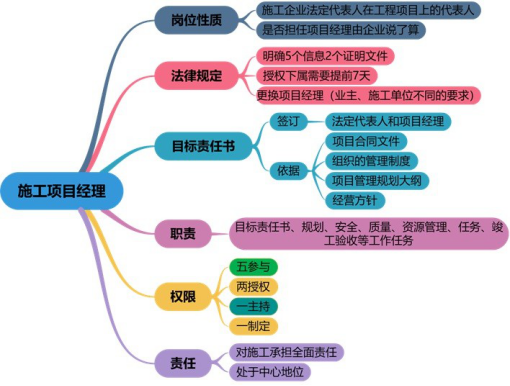 施工项目经理
岗位性质
施工企业法定代表人在工程项目上的代表人
是否担任项目经理由企业说了算
法律规定
明确5个信息2个证明文件
授权下属需要提前7天
更换项目经理（业主、施工单位不同的要求）
目标责任书
签订
法定代表人和项目经理
依据
项目合同文件
组织的管理制度
项目管理规划大纲
经营方针
职责
目标责任书、规划、安全、质量、资源管理、任务、竣
工验收等工作任务
权限
五参与
两授权
一主持
一制定
责任
对施工承担全面责任
处于中心地位